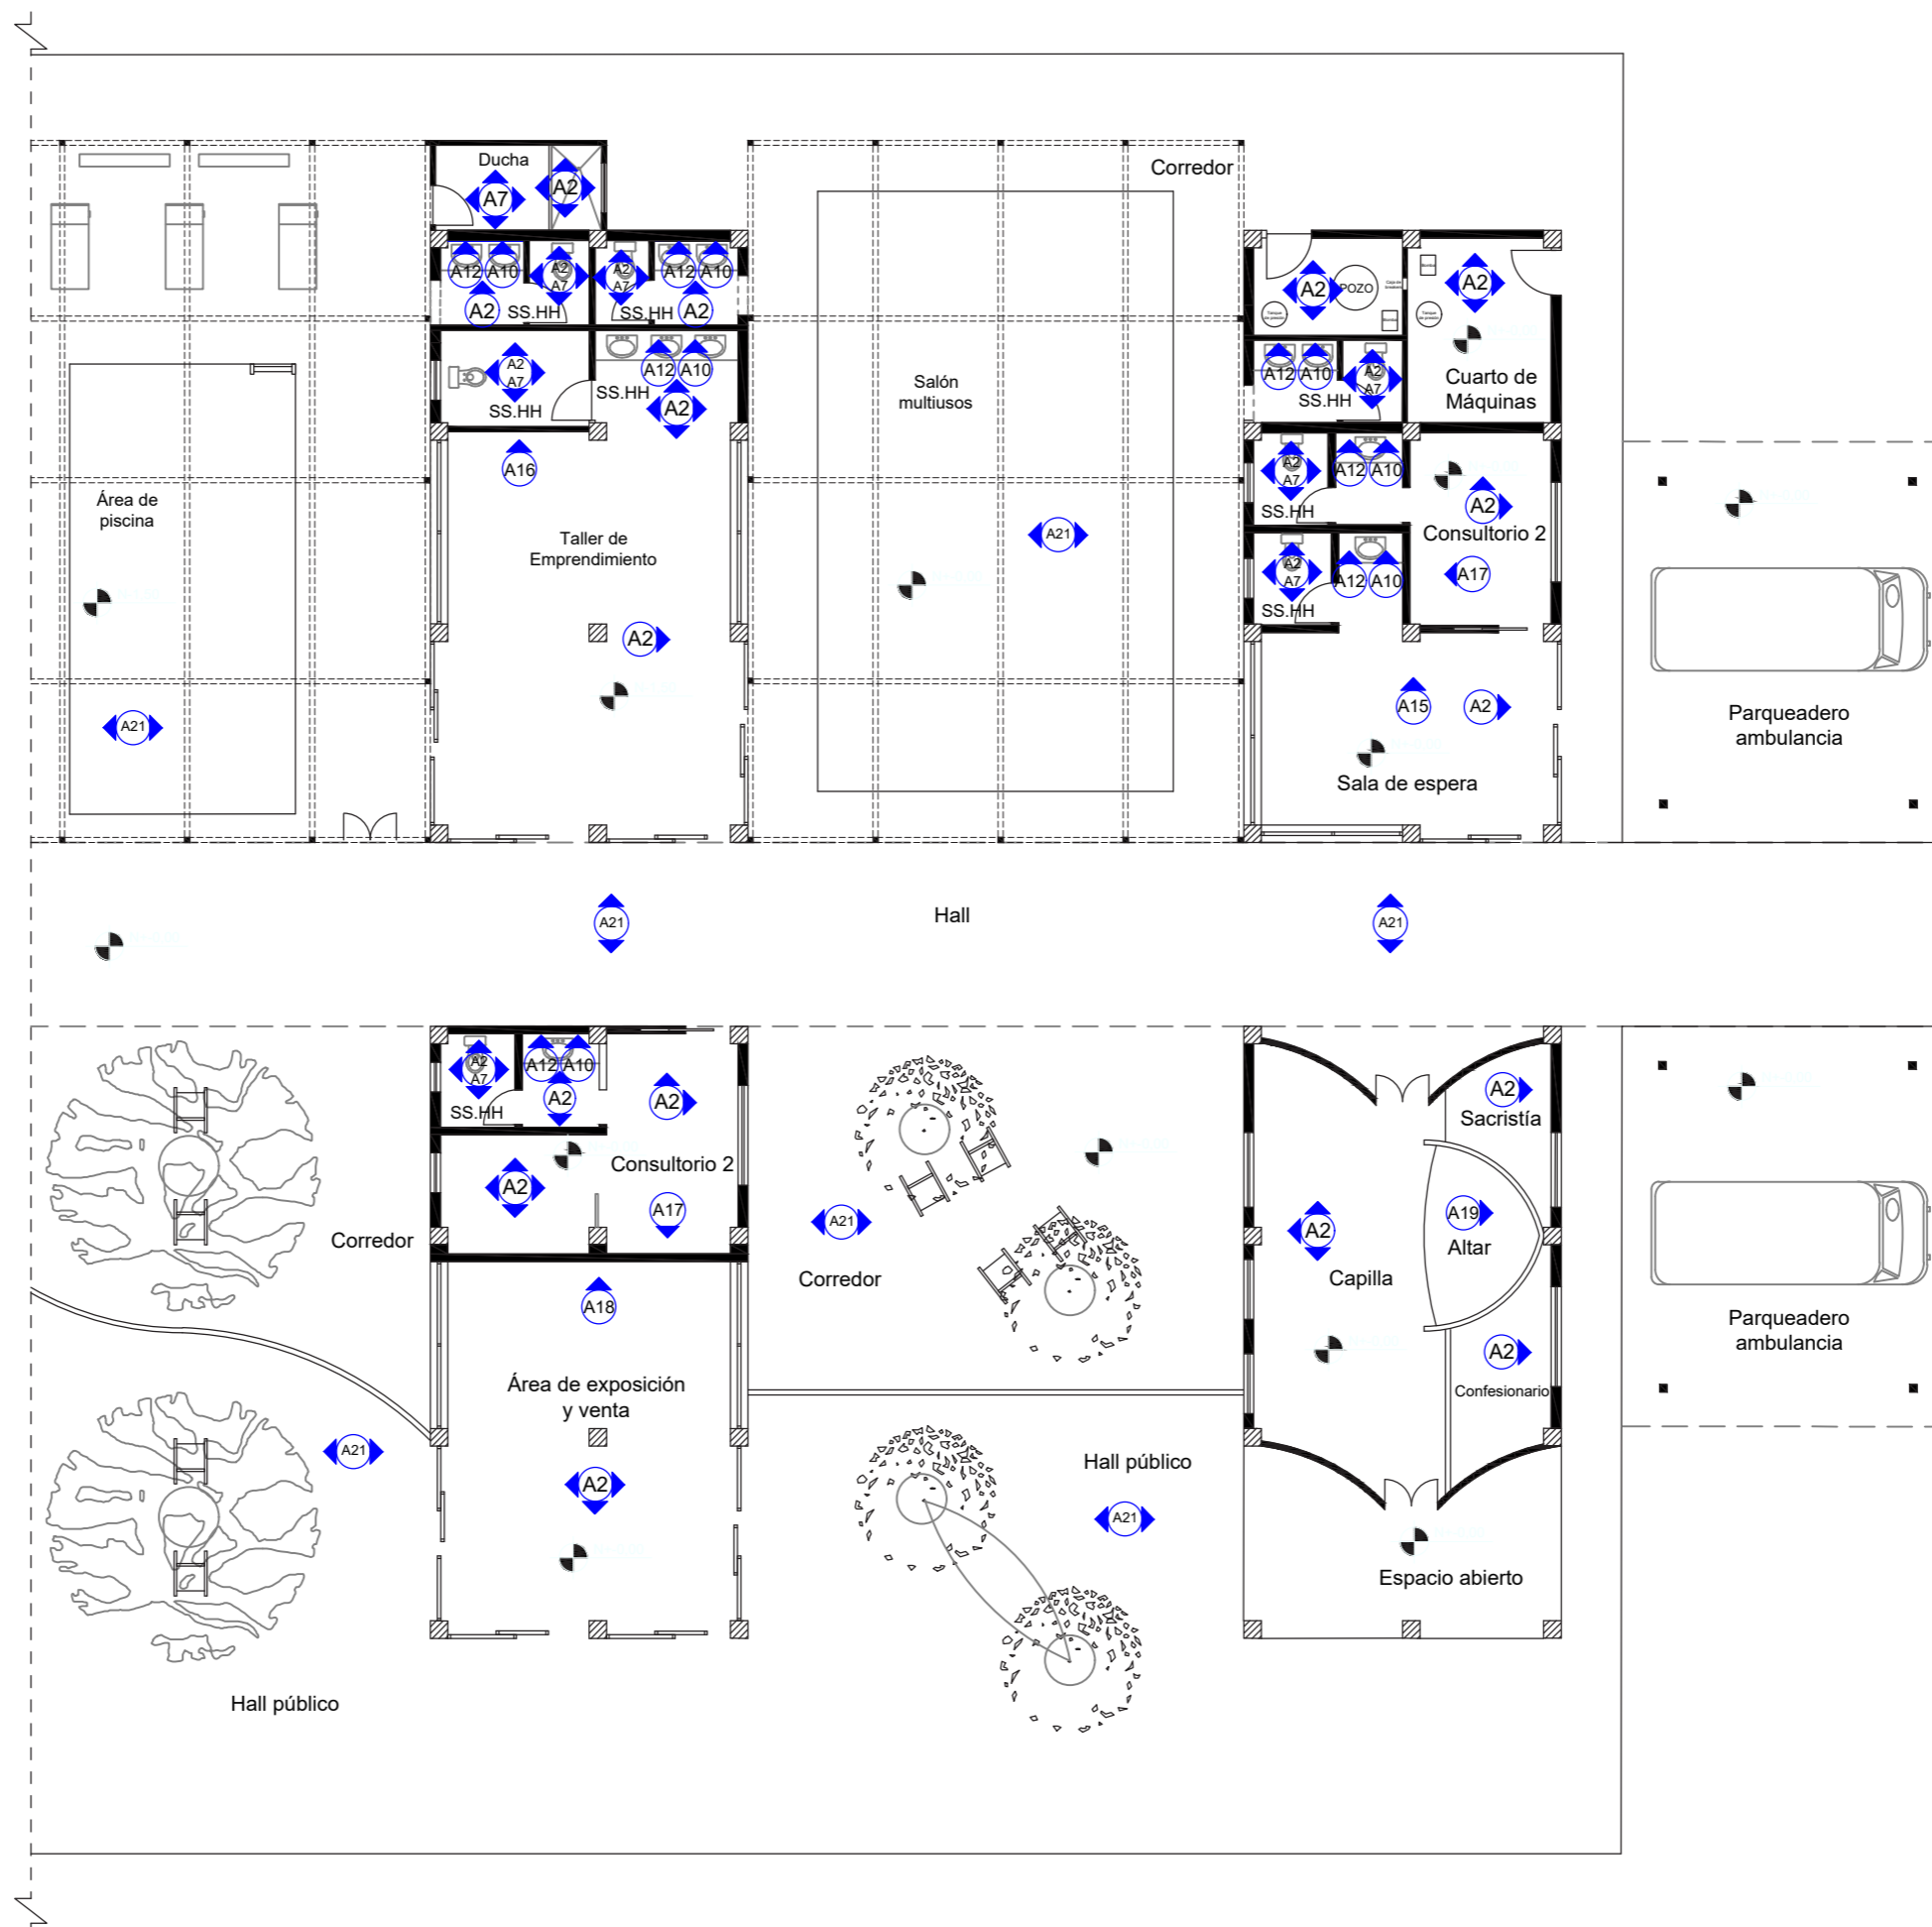 Ducha
Corredor
A7
A2
A12
A10
A2
A7
A2
A7
A12
A10
A2
SS.HH
SS.HH
A2
A2
POZO
A2
Cuarto de
Máquinas
A2
A7
SS.HH
SS.HH
A12
A10
A2
A12
A10
A2
A7
SS.HH
Salón
multiusos
A16
A2
A7
SS.HH
A12
A10
A2
Consultorio 2
A17
Área de
piscina
Taller de
Emprendimiento
A21
A2
A7
SS.HH
A12
A10
A2
A21
A15
A2
Sala de espera
Parqueadero
ambulancia
A21
Hall
A21
A2
A7
SS.HH
A12
A10
A2
A2
Consultorio 2
A2
A17
Corredor
A21
Corredor
A2
Sacristía
A19
Altar
A2
Capilla
A2
Confesionario
Parqueadero
ambulancia
A18
Área de exposición
y venta
A21
A2
Hall público
A21
Espacio abierto
Hall público